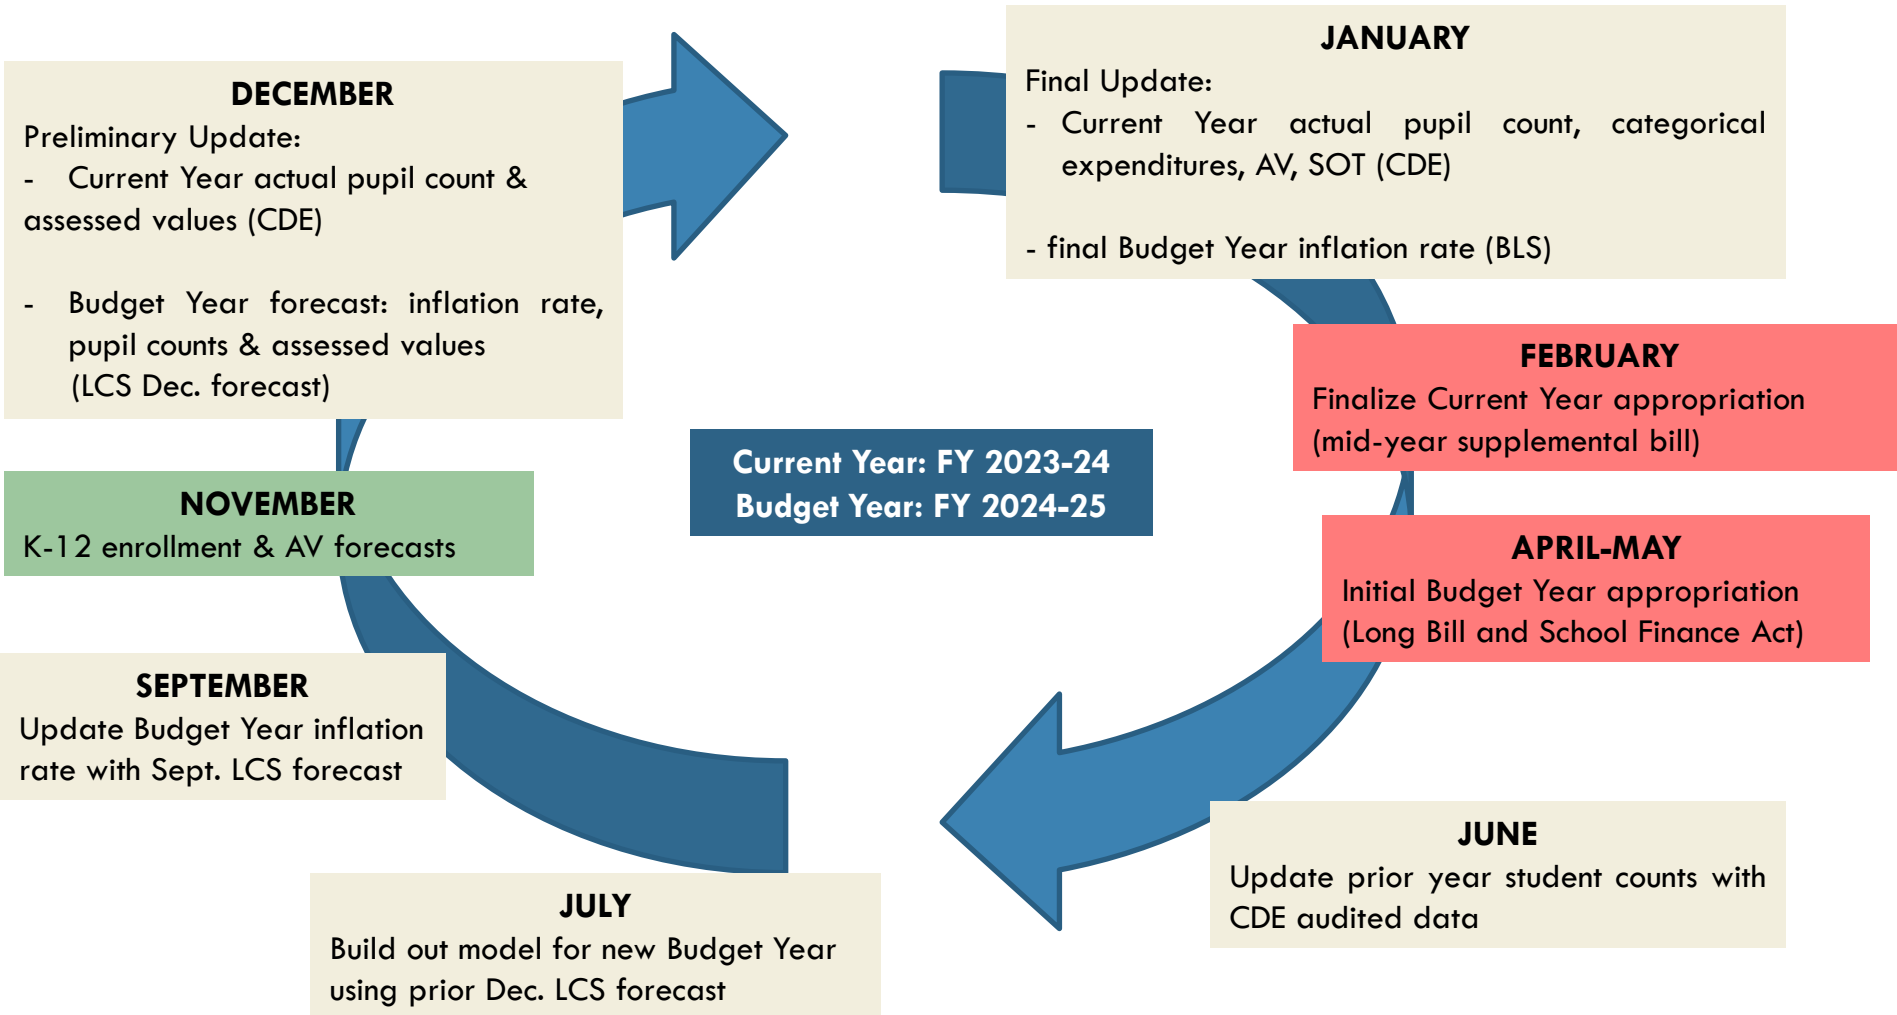 JANUARY
Final Update:
- Current Year actual pupil count, categorical
expenditures, AV, SOT (CDE)
- final Budget Year inflation rate (BLS)
FEBRUARY
Finalize Current Year appropriation
(mid-year supplemental bill)
APRIL-MAY
Initial Budget Year appropriation
(Long Bill and School Finance Act)
JUNE
Update prior year student counts with
CDE audited data
JULY
Build out model for new Budget Year
using prior Dec. LCS forecast
SEPTEMBER
Update Budget Year inflation
rate with Sept. LCS forecast
NOVEMBER
K-12 enrollment & AV forecasts
DECEMBER
Preliminary Update:
- Current Year actual pupil count &
assessed values (CDE)
- Budget Year forecast: inflation rate,
pupil counts & assessed values
(LCS Dec. forecast)
Current Year: FY 2023-24
Budget Year: FY 2024-25